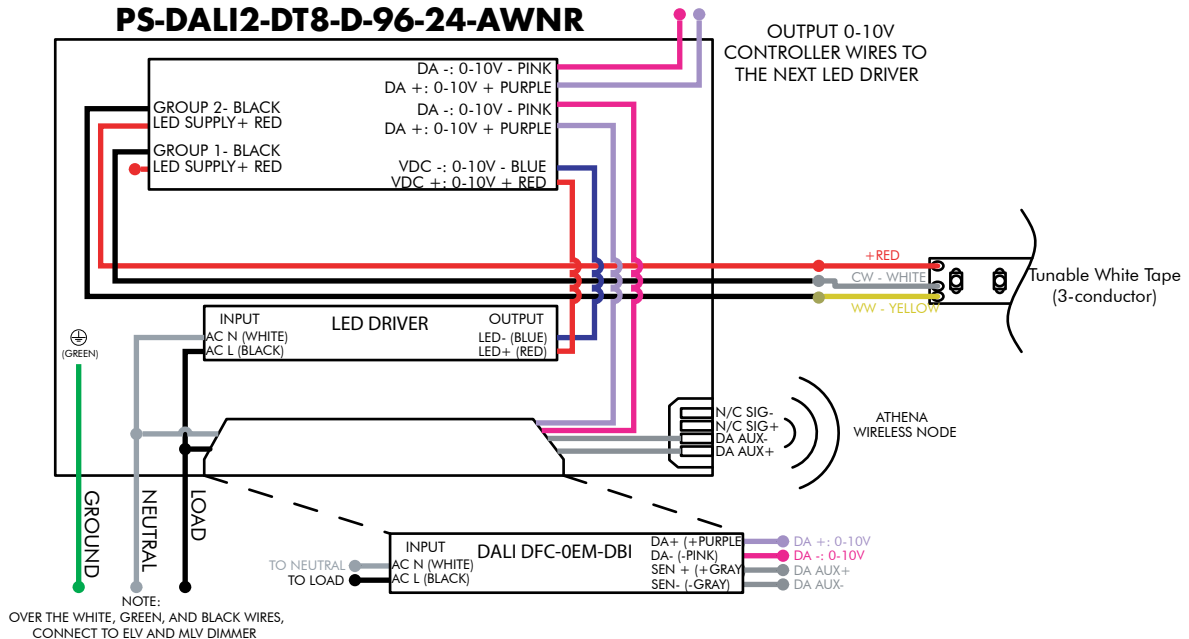 PS-DALI2-DT8-D-96-24-AWNR
OUTPUT 0-10V
CONTROLLER WIRES TO
THE NEXT LED DRIVER
DA -: 0-10V - PINK
DA +: 0-10V + PURPLE
GROUP 2- BLACK
DA -: 0-10V - PINK
LED SUPPLY+ RED
DA +: 0-10V + PURPLE
GROUP 1- BLACK
LED SUPPLY+ RED
VDC -: 0-10V - BLUE
VDC +: 0-10V + RED
+RED
CW - WHITE
WW - YELLOW
Tunable White Tape
(3-conductor)
INPUT
LED DRIVER
OUTPUT
AC N (WHITE)
LED- (BLUE)
AC L (BLACK)
LED+ (RED)
(GREEN)
N/C SIG-
N/C SIG+
DA AUX-
DA AUX+
ATHENA
WIRELESS NODE
GROUND
NEUTRAL
LOAD
INPUT
DALI DFC-0EM-DBI
DA+ (+PURPLE
DA +: 0-10V
DA- (-PINK)
DA -: 0-10V
TO NEUTRAL
AC N (WHITE)
SEN + (+GRAY
DA AUX+
TO LOAD
AC L (BLACK)
SEN- (-GRAY)
DA AUX-
NOTE:
OVER THE WHITE, GREEN, AND BLACK WIRES,
CONNECT TO ELV AND MLV DIMMER